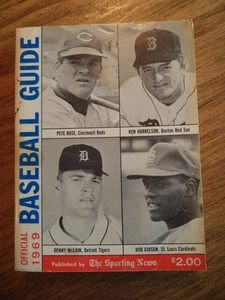 OFFICIAL 1969
BASEBALL GUIDE
C
B
PETE ROSE, Cincinnati Reds
KEN HARRELSON, Boston Red Sox
D
DENNY McLAIN, Detroit Tigers
BOB GIBSON, St. Louis Cardinals
Published by The Sporting News
$2.00